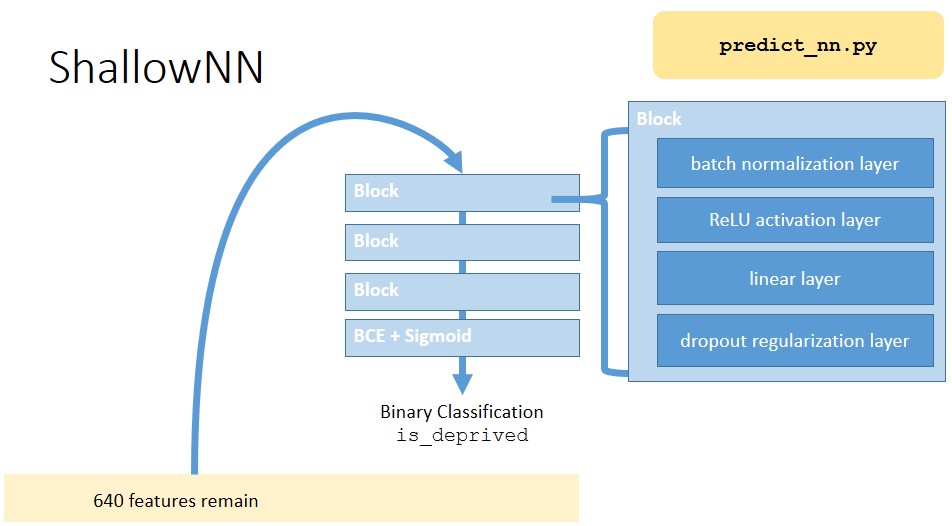 ShallowNN
predict_nn.py
Block
batch normalization layer
ReLU activation layer
linear layer
dropout regularization layer
Block
Block
Block
BCE + Sigmoid
Binary Classification
is_deprived
640 features remain